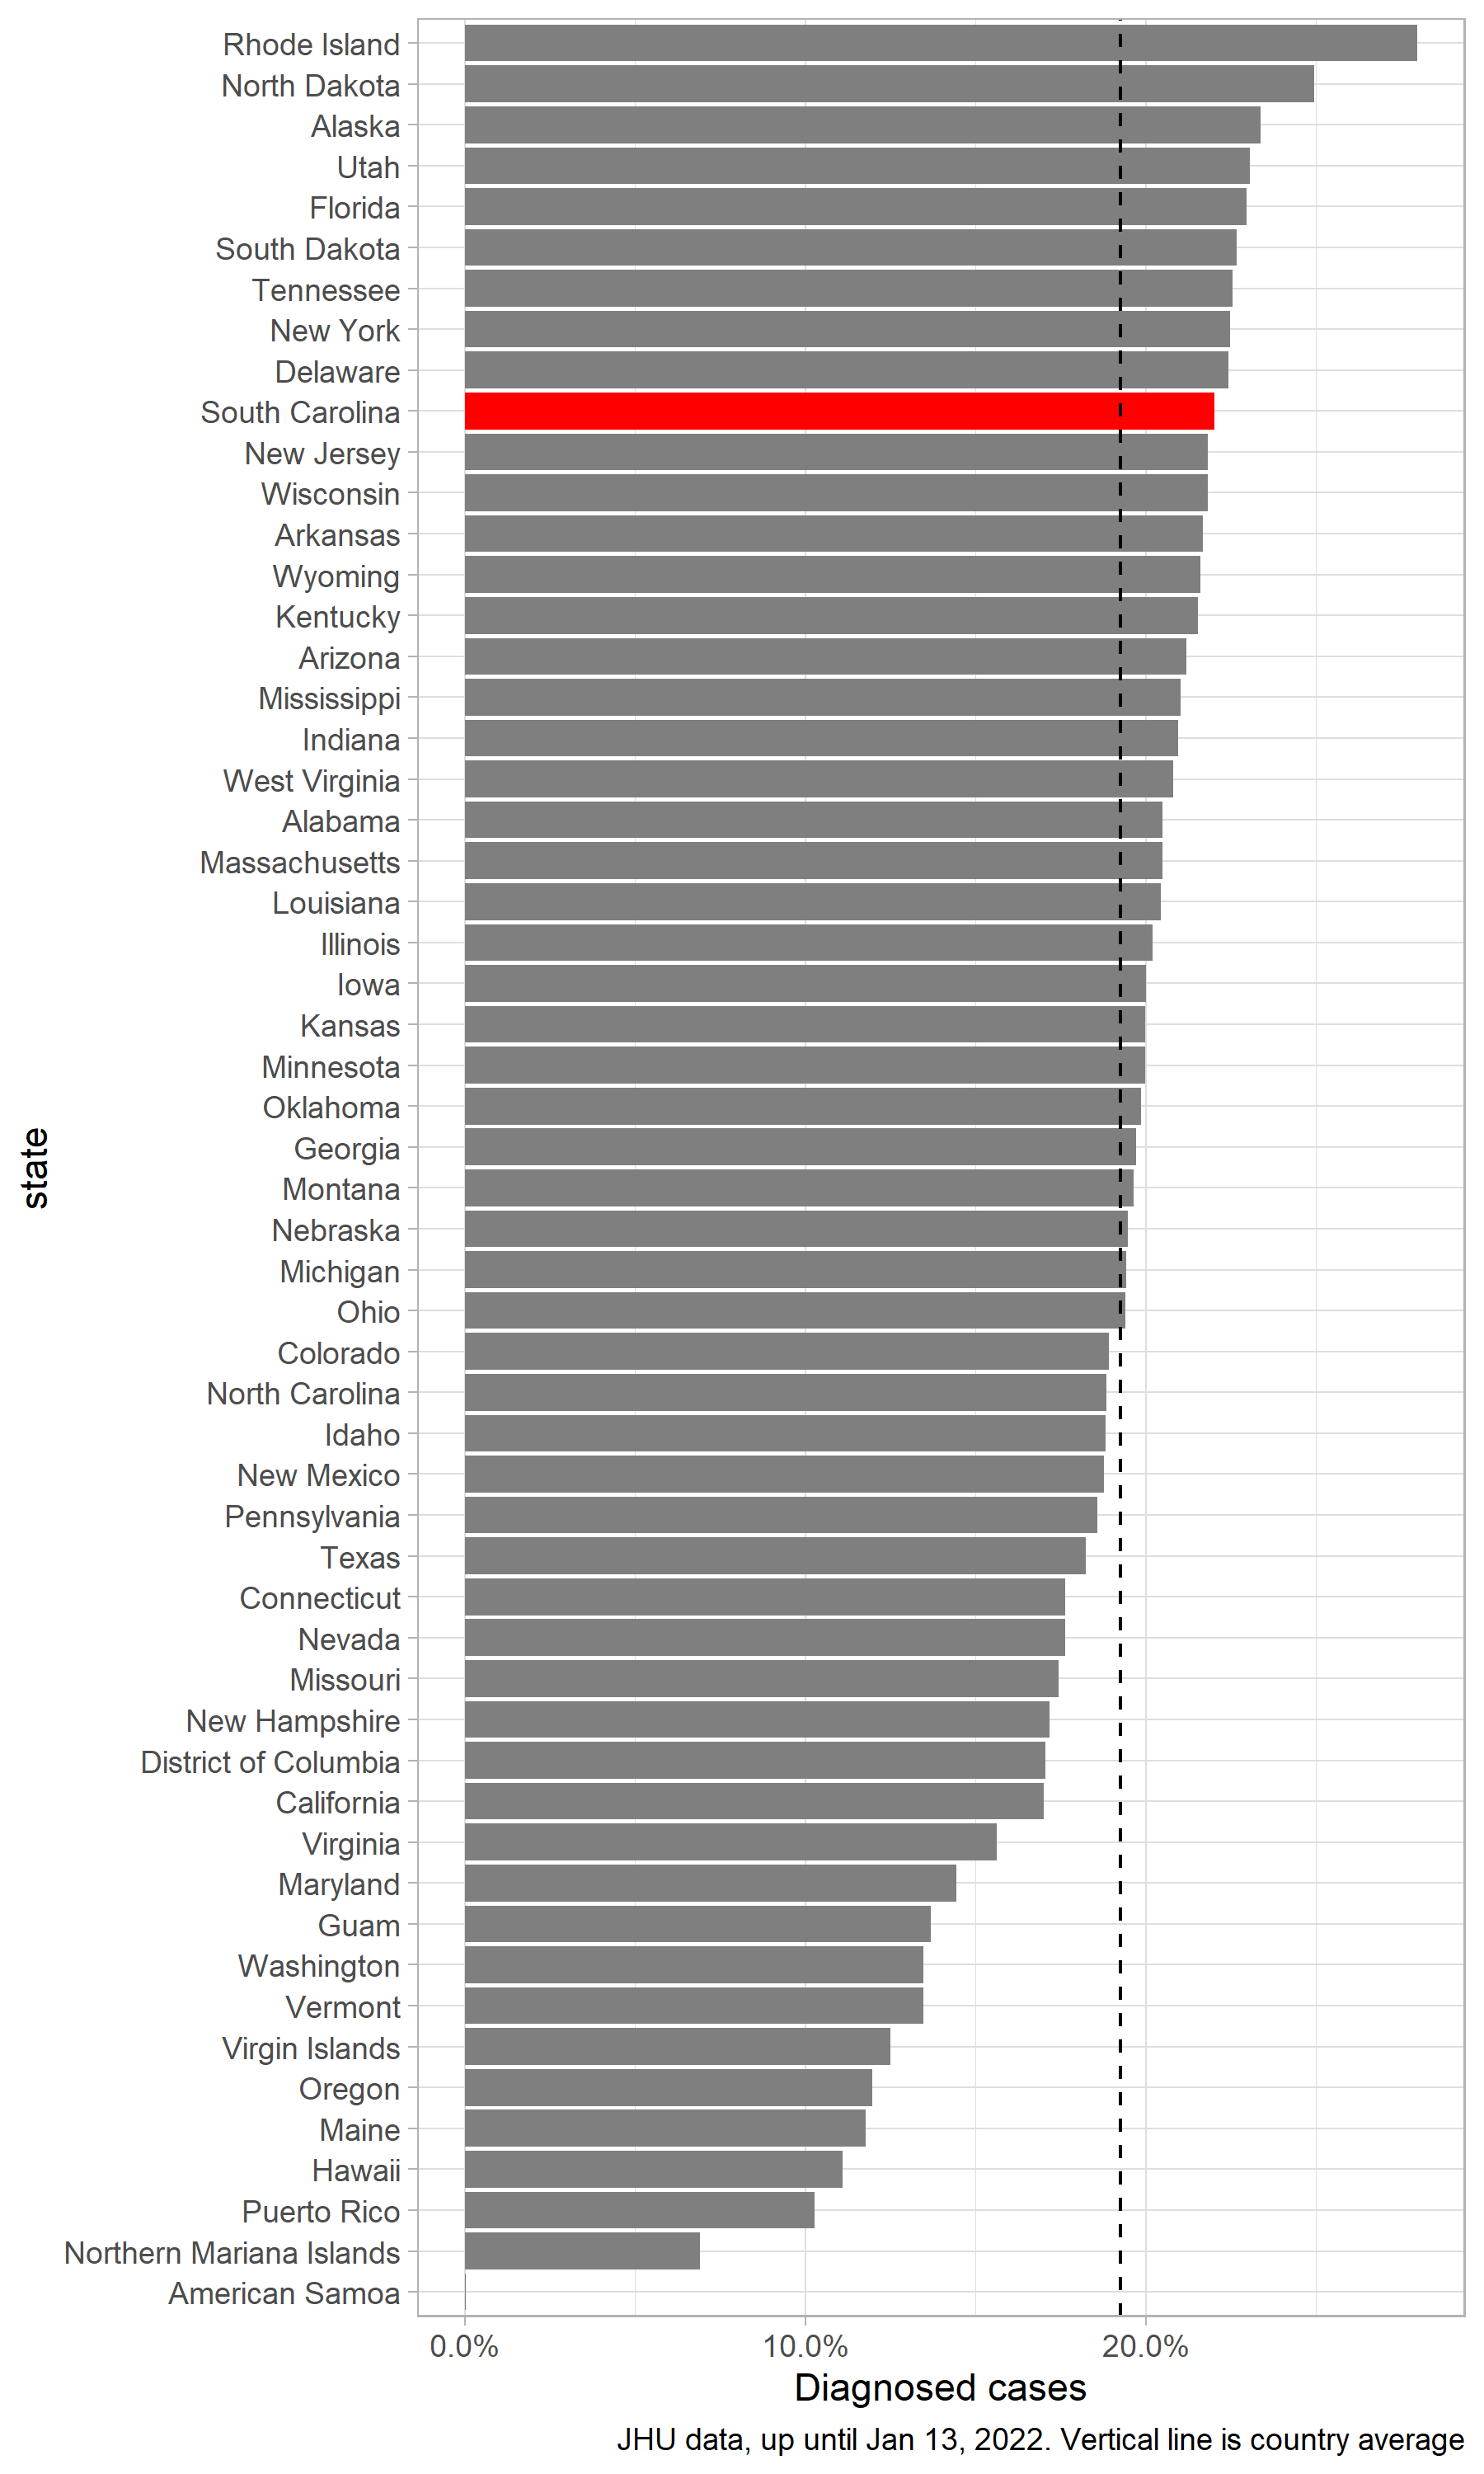 Rhode Island
North Dakota
Alaska
Utah
Florida
South Dakota
Tennessee
New York
Delaware
South Carolina
New Jersey
Wisconsin
Arkansas
Wyoming
Kentucky
Arizona
Mississippi
Indiana
West Virginia
Alabama
Massachusetts
Louisiana
Illinois
Iowa
Kansas
Minnesota
Oklahoma
Georgia
Montana
Nebraska
Michigan
Ohio
Colorado
North Carolina
Idaho
New Mexico
Pennsylvania
Texas
Connecticut
Nevada
Missouri
New Hampshire
District of Columbia
California
Virginia
Maryland
Guam
Washington
Vermont
Virgin Islands
Oregon
Maine
Hawaii
Puerto Rico
Northern Mariana Islands
American Samoa
state
0.0% 10.0% 20.0%
Diagnosed cases
JHU data, up until Jan 13, 2022. Vertical line is country average